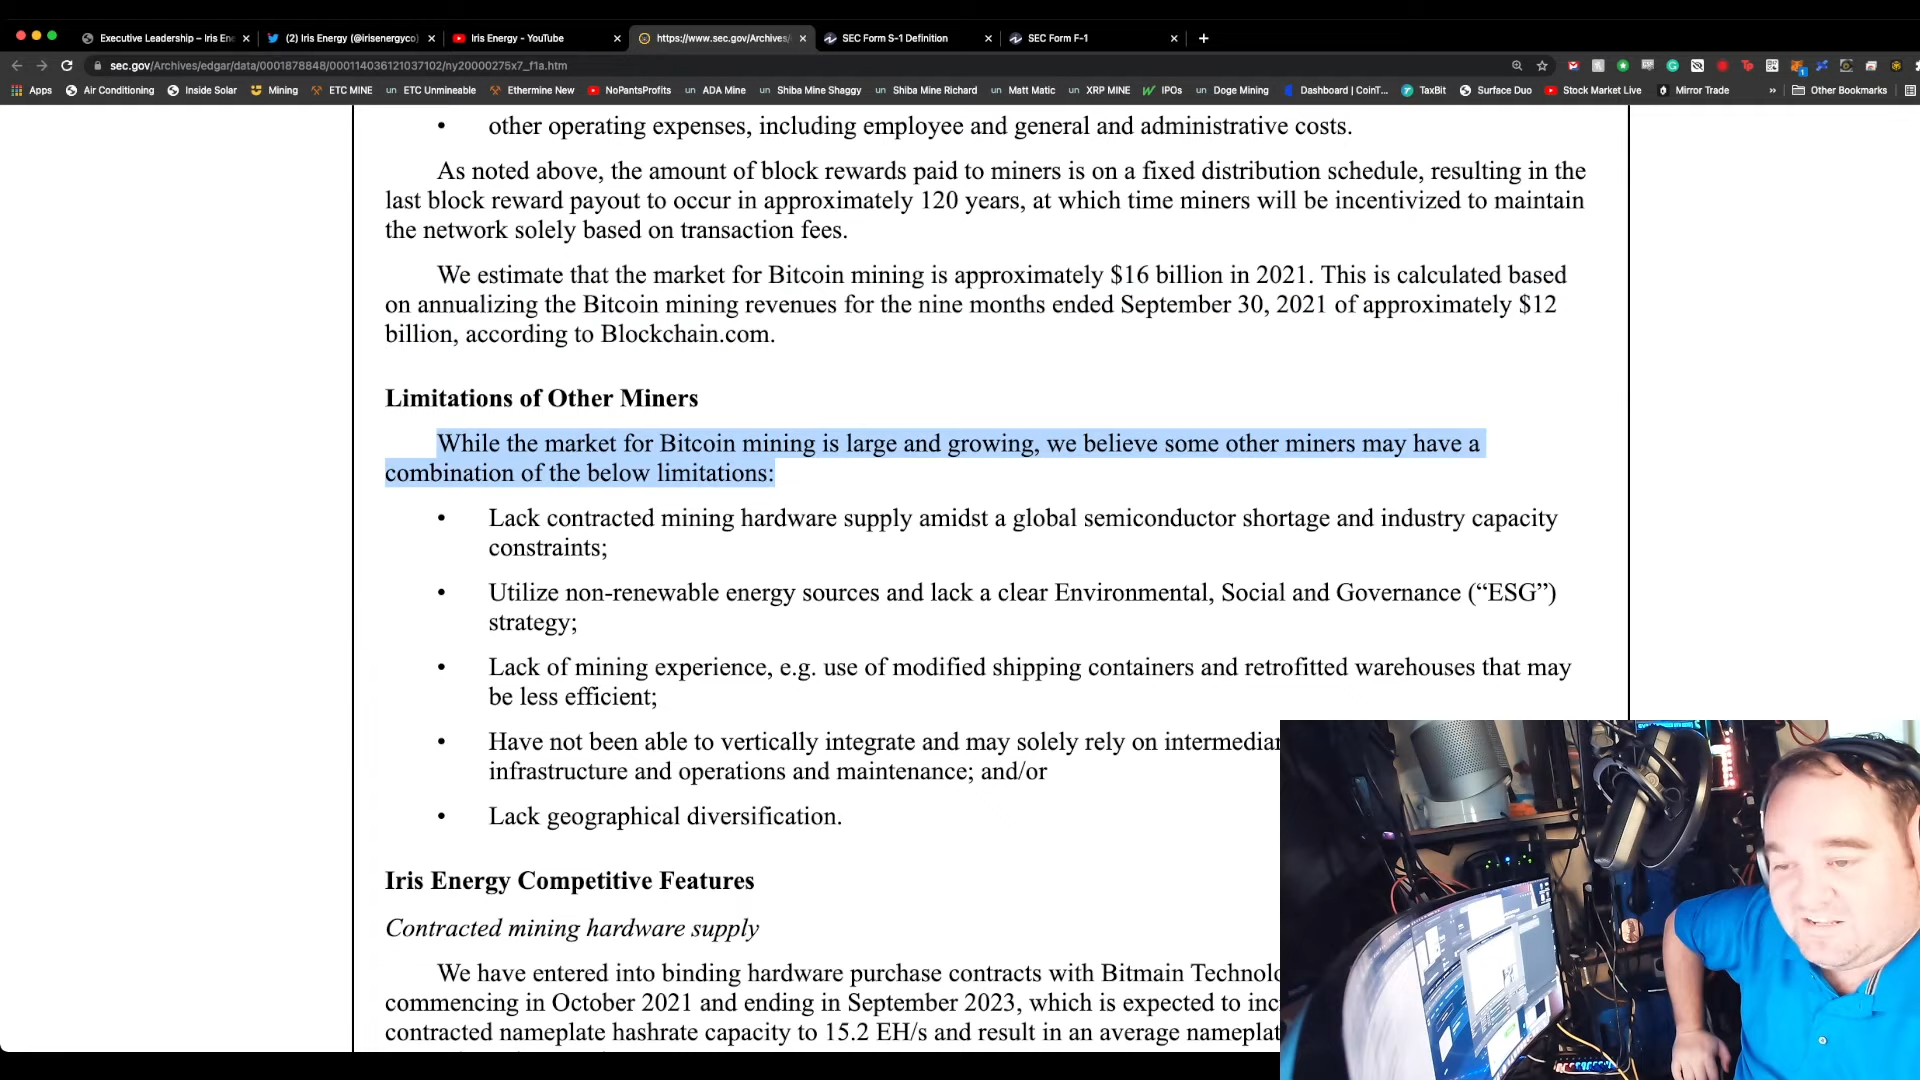 Executive Leadership – Iris En
(2) Iris Energy (@irisenergyco)
Iris Energy - YouTube
https://www.sec.gov/Archives/
SEC Form S-1 Definition
SEC Form F-1
sec.gov/Archives/edgar/data/0001878848/000114036121037102/ny20000275x7_f1a.htm
Apps
Air Conditioning
Inside Solar
Mining
ETC MINE
ETC Unmineable
Ethermine New
NoPantsProfits
ADA Mine
Shiba Mine Shaggy
Shiba Mine Richard
Matt Matic
XRP MINE
IPOs
Doge Mining
Dashboard | CoinT...
TaxBit
Surface Duo
Stock Market Live
Mirror Trade
»
Other Bookmarks
• other operating expenses, including employee and general and administrative costs.
As noted above, the amount of block rewards paid to miners is on a fixed distribution schedule, resulting in the
last block reward payout to occur in approximately 120 years, at which time miners will be incentivized to maintain
the network solely based on transaction fees.
We estimate that the market for Bitcoin mining is approximately $16 billion in 2021. This is calculated based
on annualizing the Bitcoin mining revenues for the nine months ended September 30, 2021 of approximately $12
billion, according to Blockchain.com.
Limitations of Other Miners
While the market for Bitcoin mining is large and growing, we believe some other miners may have a
combination of the below limitations:
• Lack contracted mining hardware supply amidst a global semiconductor shortage and industry capacity
constraints;
• Utilize non-renewable energy sources and lack a clear Environmental, Social and Governance (“ESG”)
strategy;
• Lack of mining experience, e.g. use of modified shipping containers and retrofitted warehouses that may
be less efficient;
• Have not been able to vertically integrate and may solely rely on intermediar
infrastructure and operations and maintenance; and/or
• Lack geographical diversification.
Iris Energy Competitive Features
Contracted mining hardware supply
We have entered into binding hardware purchase contracts with Bitmain Technolo
commencing in October 2021 and ending in September 2023, which is expected to inc
contracted nameplate hashrate capacity to 15.2 EH/s and result in an average nameplat